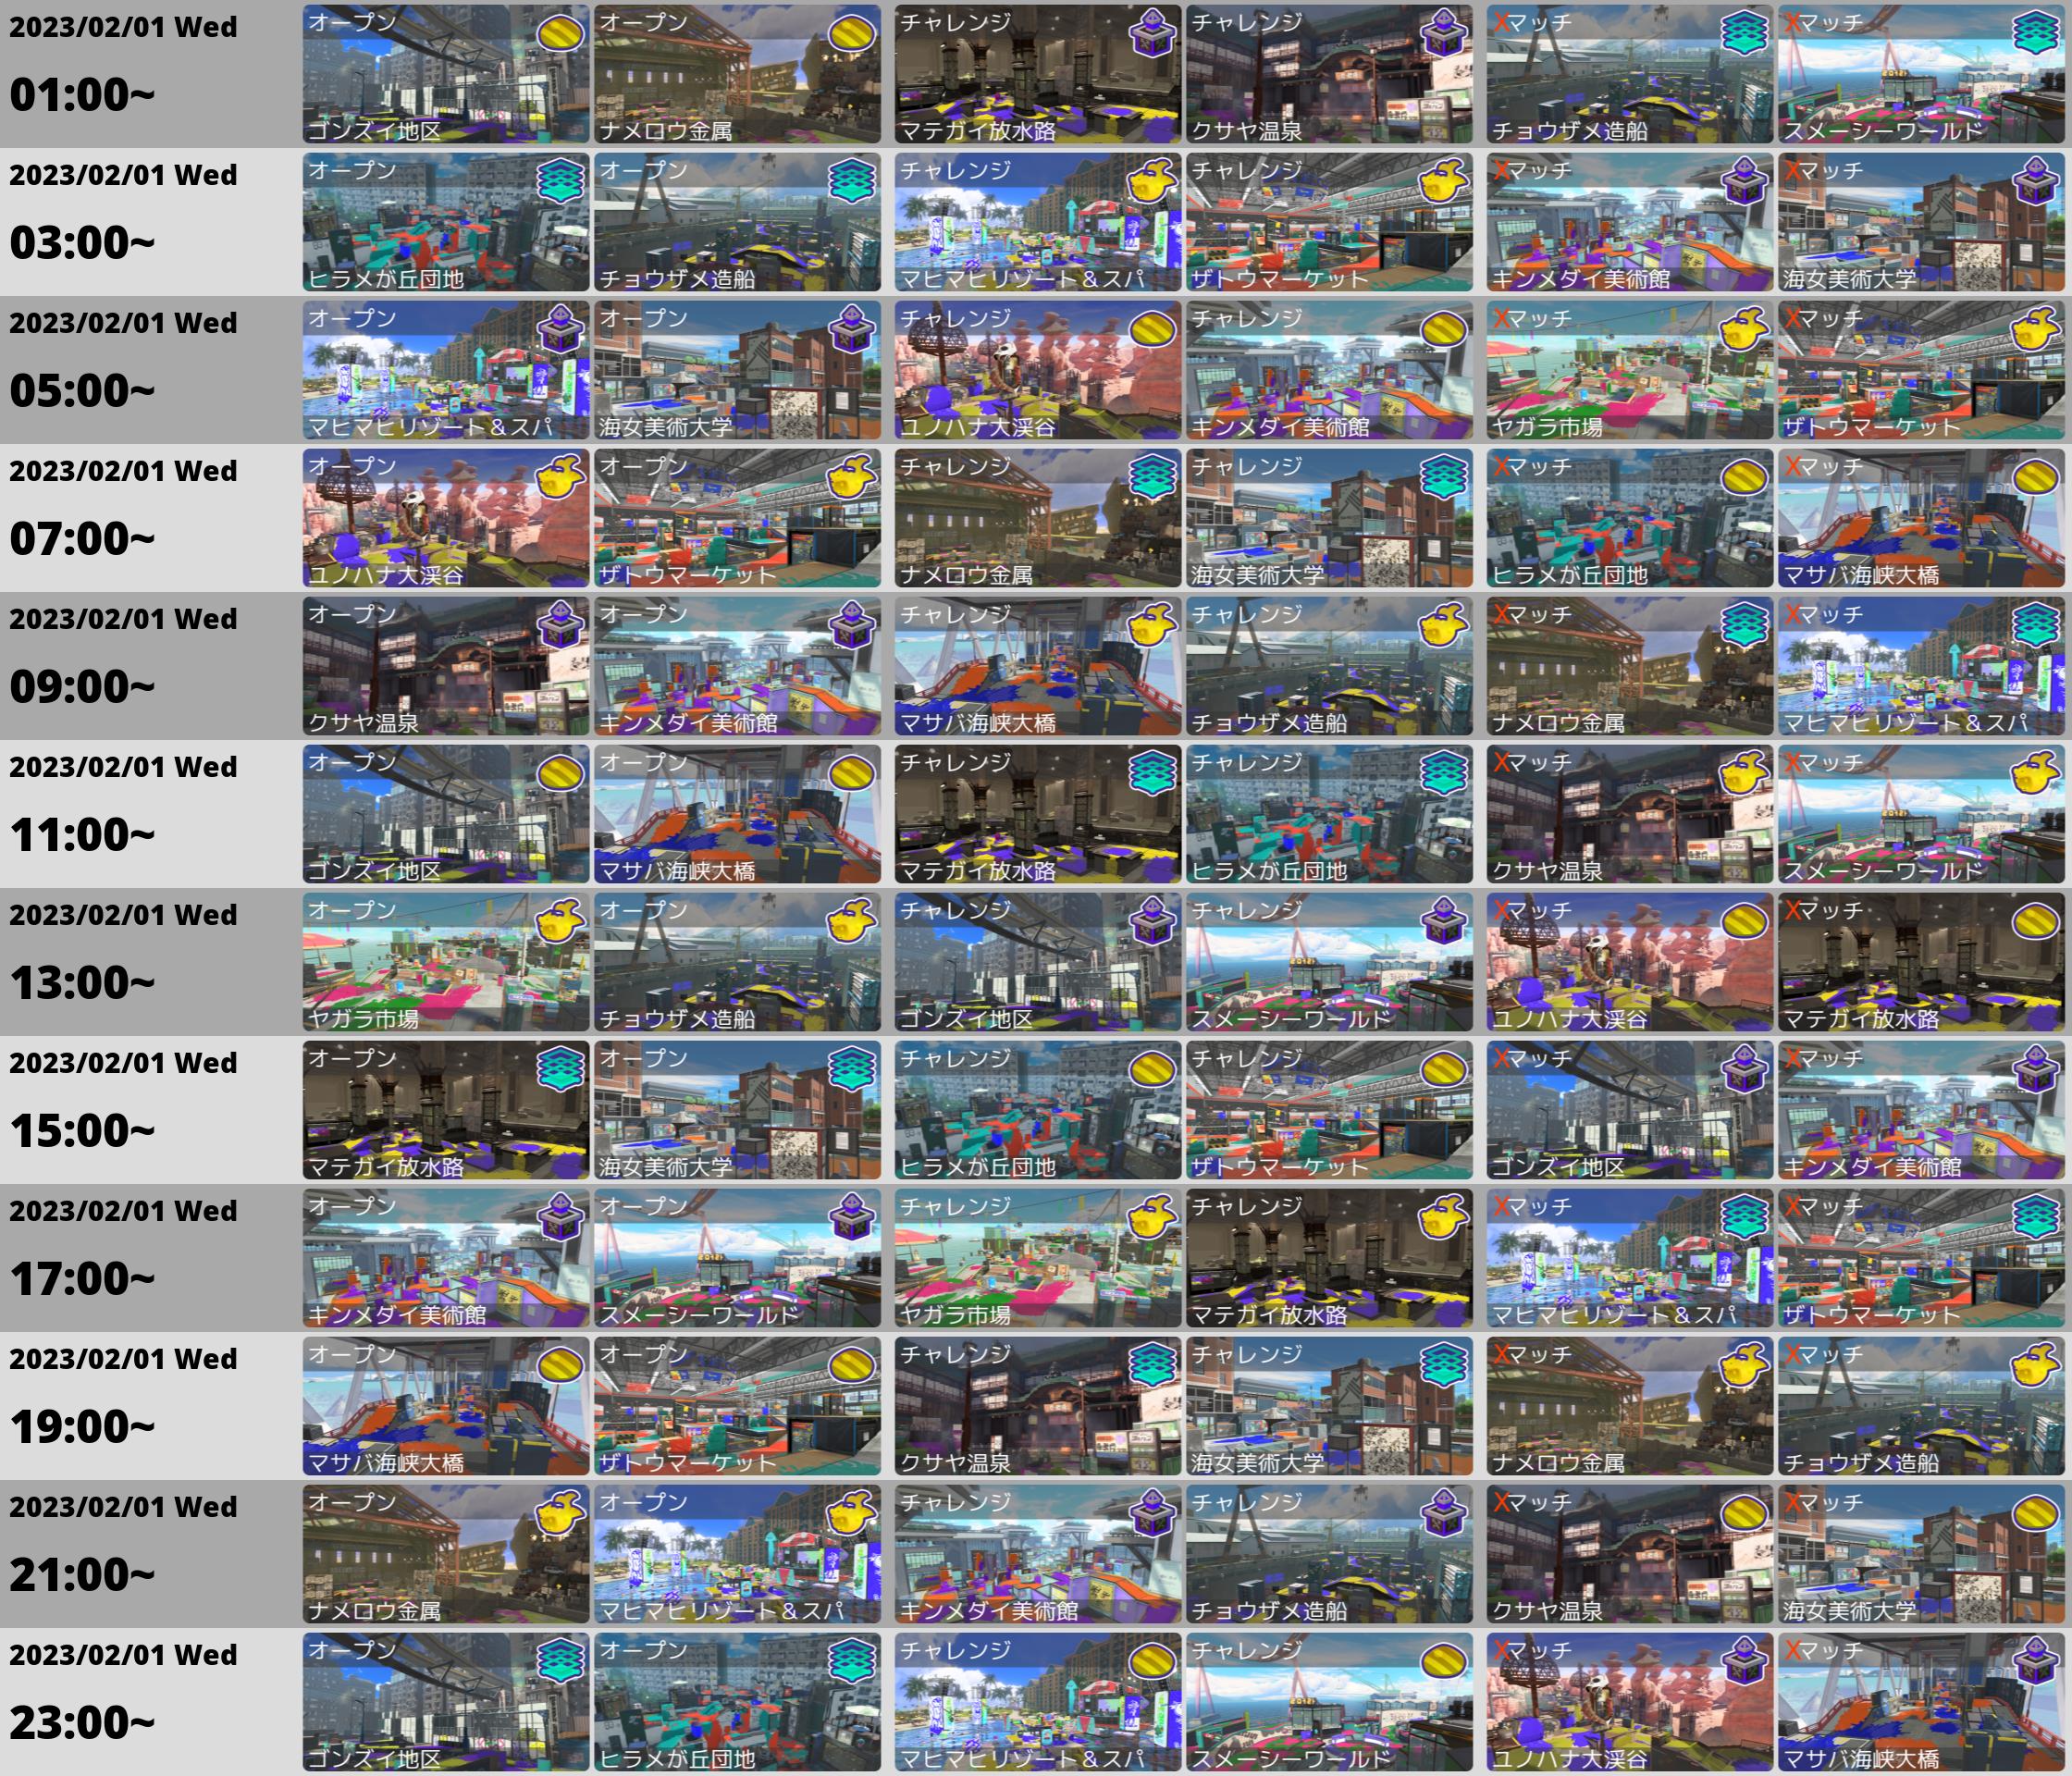 2023/02/01 Wed
01:00~
オープン オープン チャレンジ チャレンジ Xマッチ Xマッチ
ゴンズイ地区 ナメロウ金属 マテガイ放水路 クサヤ温泉 チョウザメ造船 スメーシーワールド
2023/02/01 Wed
03:00~
オープン オープン チャレンジ チャレンジ Xマッチ Xマッチ
ヒラメが丘団地 チョウザメ造船 マヒマヒリゾート&スパ ザトウマーケット キンメダイ美術館 海女美術大学
2023/02/01 Wed
05:00~
オープン オープン チャレンジ チャレンジ Xマッチ Xマッチ
マヒマヒリゾート&スパ 海女美術大学 ユノハナ大渓谷 キンメダイ美術館 ヤガラ市場 ザトウマーケット
2023/02/01 Wed
07:00~
オープン オープン チャレンジ チャレンジ Xマッチ Xマッチ
ユノハナ大渓谷 ザトウマーケット ナメロウ金属 海女美術大学 ヒラメが丘団地 マサバ海峡大橋
2023/02/01 Wed
09:00~
オープン オープン チャレンジ チャレンジ Xマッチ Xマッチ
クサヤ温泉 キンメダイ美術館 マサバ海峡大橋 チョウザメ造船 ナメロウ金属 マヒマヒリゾート&スパ
2023/02/01 Wed
11:00~
オープン オープン チャレンジ チャレンジ Xマッチ Xマッチ
ゴンズイ地区 マサバ海峡大橋 マテガイ放水路 ヒラメが丘団地 クサヤ温泉 スメーシーワールド
2023/02/01 Wed
13:00~
オープン オープン チャレンジ チャレンジ Xマッチ Xマッチ
ヤガラ市場 チョウザメ造船 ゴンズイ地区 スメーシーワールド ユノハナ大渓谷 マテガイ放水路
2023/02/01 Wed
15:00~
オープン オープン チャレンジ チャレンジ Xマッチ Xマッチ
マテガイ放水路 海女美術大学 ヒラメが丘団地 ザトウマーケット ゴンズイ地区 キンメダイ美術館
2023/02/01 Wed
17:00~
オープン オープン チャレンジ チャレンジ Xマッチ Xマッチ
キンメダイ美術館 スメーシーワールド ヤガラ市場 マテガイ放水路 マヒマヒリゾート&スパ ザトウマーケット
2023/02/01 Wed
19:00~
オープン オープン チャレンジ チャレンジ Xマッチ Xマッチ
マサバ海峡大橋 ザトウマーケット クサヤ温泉 海女美術大学 ナメロウ金属 チョウザメ造船
2023/02/01 Wed
21:00~
オープン オープン チャレンジ チャレンジ Xマッチ Xマッチ
ナメロウ金属 マヒマヒリゾート&スパ キンメダイ美術館 チョウザメ造船 クサヤ温泉 海女美術大学
2023/02/01 Wed
23:00~
オープン オープン チャレンジ チャレンジ Xマッチ Xマッチ
ゴンズイ地区 ヒラメが丘団地 マヒマヒリゾート&スパ スメーシーワールド ユノハナ大渓谷 マサバ海峡大橋